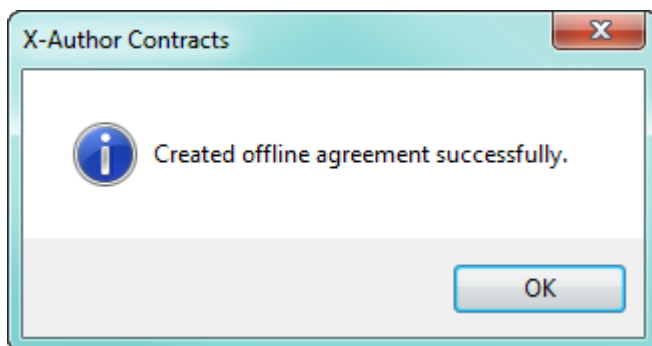 X-Author Contracts
Created offline agreement successfully.
OK